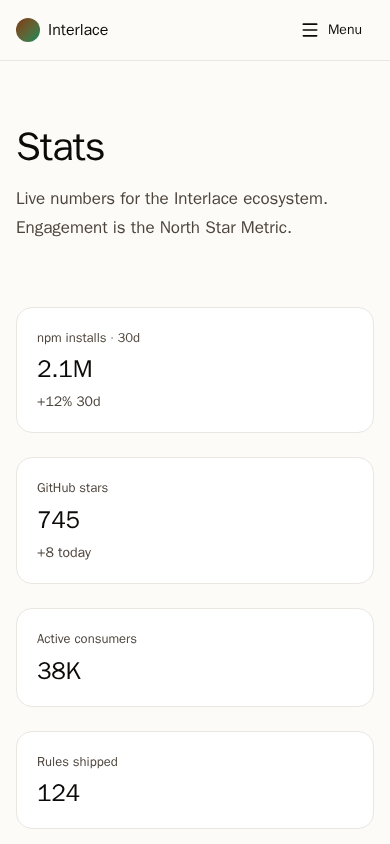 Interlace
Menu
Stats
Live numbers for the Interlace ecosystem.
Engagement is the North Star Metric.
npm installs · 30d
2.1M
+12% 30d
GitHub stars
745
+8 today
Active consumers
38K
Rules shipped
124